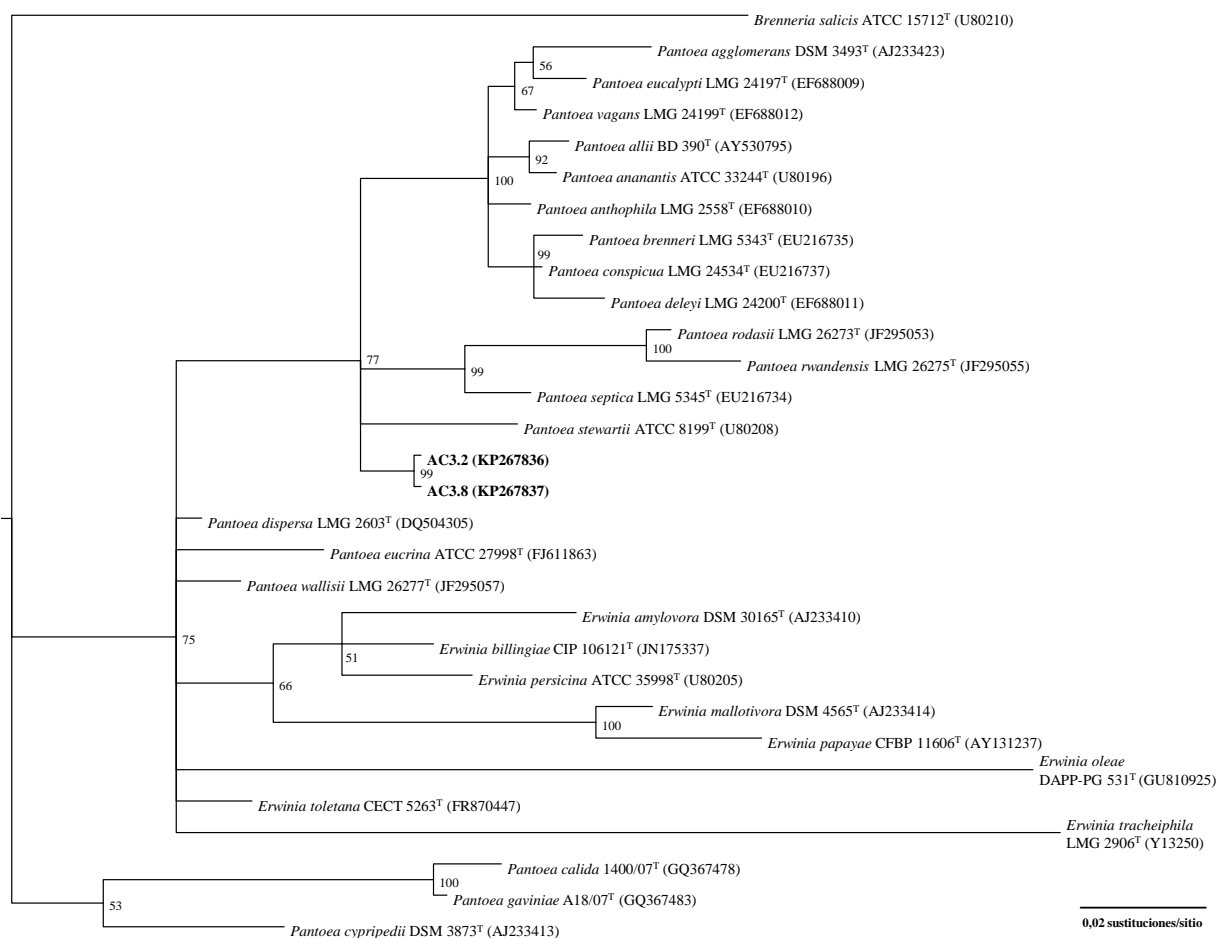 Brenneria salicis ATCC 15712ᵀ (U80210)
Pantoea agglomerans DSM 3493ᵀ (AJ233423)
56
Pantoea eucalypti LMG 24197ᵀ (EF688009)
67
Pantoea vagans LMG 24199ᵀ (EF688012)
Pantoea allii BD 390ᵀ (AY530795)
92
Pantoea ananantis ATCC 33244ᵀ (U80196)
100
Pantoea anthophila LMG 2558ᵀ (EF688010)
Pantoea brenneri LMG 5343ᵀ (EU216735)
99
Pantoea conspicua LMG 24534ᵀ (EU216737)
Pantoea deleyi LMG 24200ᵀ (EF688011)
Pantoea rodasii LMG 26273ᵀ (JF295053)
100
77
Pantoea rwandensis LMG 26275ᵀ (JF295055)
99
Pantoea septica LMG 5345ᵀ (EU216734)
Pantoea stewartii ATCC 8199ᵀ (U80208)
AC3.2 (KP267836)
99
AC3.8 (KP267837)
Pantoea dispersa LMG 2603ᵀ (DQ504305)
Pantoea eucrina ATCC 27998ᵀ (FJ611863)
Pantoea wallisii LMG 26277ᵀ (JF295057)
Erwinia amylovora DSM 30165ᵀ (AJ233410)
75
Erwinia billingiae CIP 106121ᵀ (JN175337)
51
Erwinia persicina ATCC 35998ᵀ (U80205)
66
Erwinia mallotivora DSM 4565ᵀ (AJ233414)
100
Erwinia papayae CFBP 11606ᵀ (AY131237)
Erwinia oleae
DAPP-PG 531ᵀ (GU810925)
Erwinia toletana CECT 5263ᵀ (FR870447)
Erwinia tracheiphila
LMG 2906ᵀ (Y13250)
Pantoea calida 1400/07ᵀ (GQ367478)
100
Pantoea gaviniae A18/07ᵀ (GQ367483)
53
Pantoea cypripedii DSM 3873ᵀ (AJ233413)
0,02 sustituciones/sitio